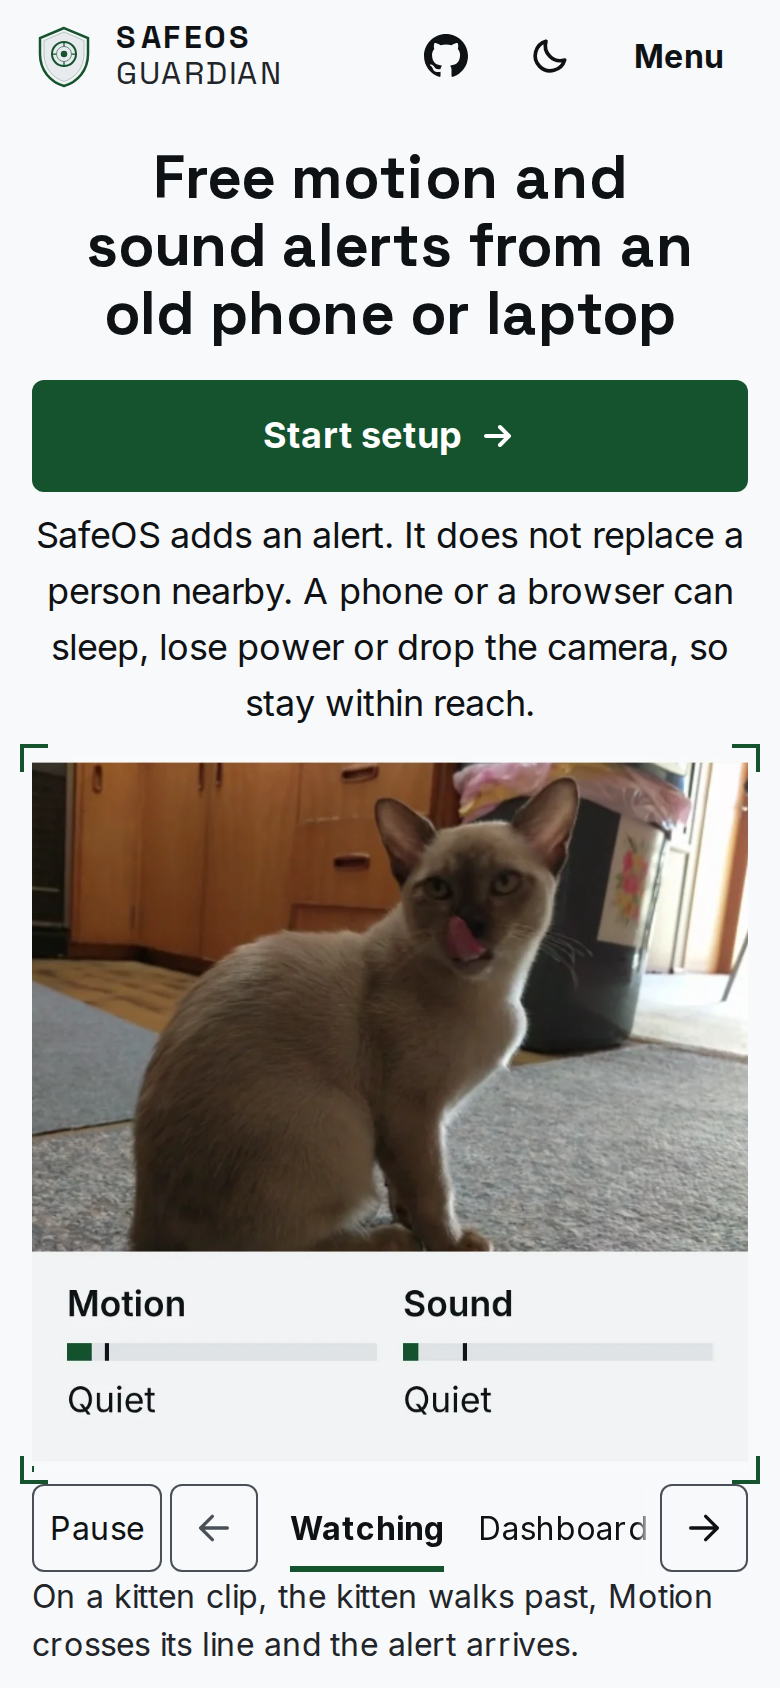 SAFEOS
GUARDIAN
Menu
Free motion and
sound alerts from an
old phone or laptop
Start setup →
SafeOS adds an alert. It does not replace a
person nearby. A phone or a browser can
sleep, lose power or drop the camera, so
stay within reach.
Motion
Sound
Quiet
Quiet
Pause
←
Watching
Dashboard
→
On a kitten clip, the kitten walks past, Motion
crosses its line and the alert arrives.